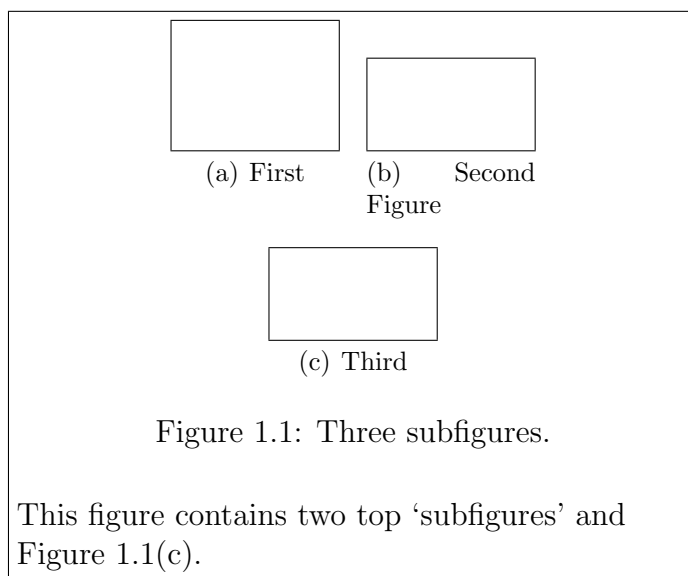 (a) First
(b) Second
Figure
(c) Third
Figure 1.1: Three subfigures.
This figure contains two top ‘subfigures’ and
Figure 1.1(c).